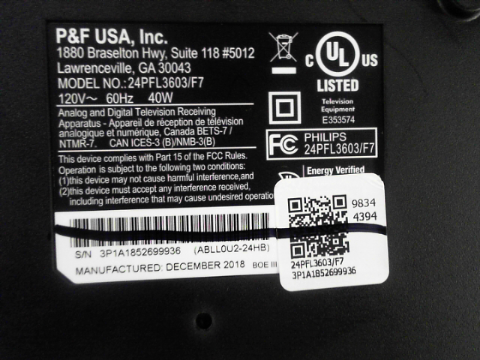 P&F USA, Inc.
1880 Braselton Hwy, Suite 118 #5012
Lawrenceville, GA 30043
MODEL NO.:24PFL3603/F7
120V~ 60Hz 40W
Analog and Digital Television Receiving
Apparatus - Appareil de réception de télévision
analogique et numérique, Canada BETS-7 /
NTMR-7. CAN ICES-3 (B)/NMB-3(B)
This device complies with Part 15 of the FCC Rules.
Operation is subject to the following two conditions:
(1)this device may not cause harmful interference,and
(2)this device must accept any interference received,
including interference that may cause undesired
S/N 3P1A1852699936 (ABLL0U2-24HB)
MANUFACTURED: DECEMBER 2018 BOE III
c UL US
LISTED
Television
Equipment
E353574
FC PHILIPS
24PFL3603/F7
Energy Verified
9834
4394
24PFL3603/F7
3P1A1852699936